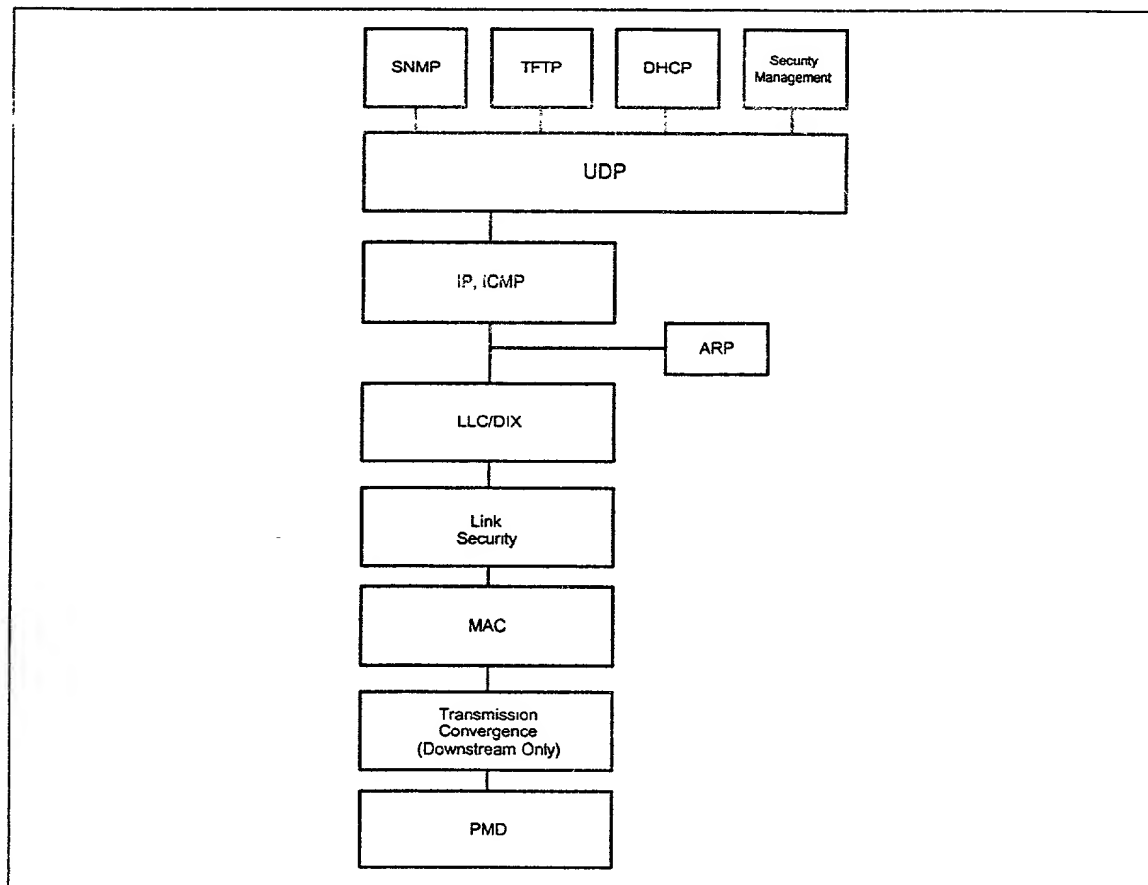 SNMP
TFTP
DHCP
Security
Management
UDP
IP, ICMP
ARP
LLC/DIX
Link
Security
MAC
Transmission
Convergence
(Downstream Only)
PMD